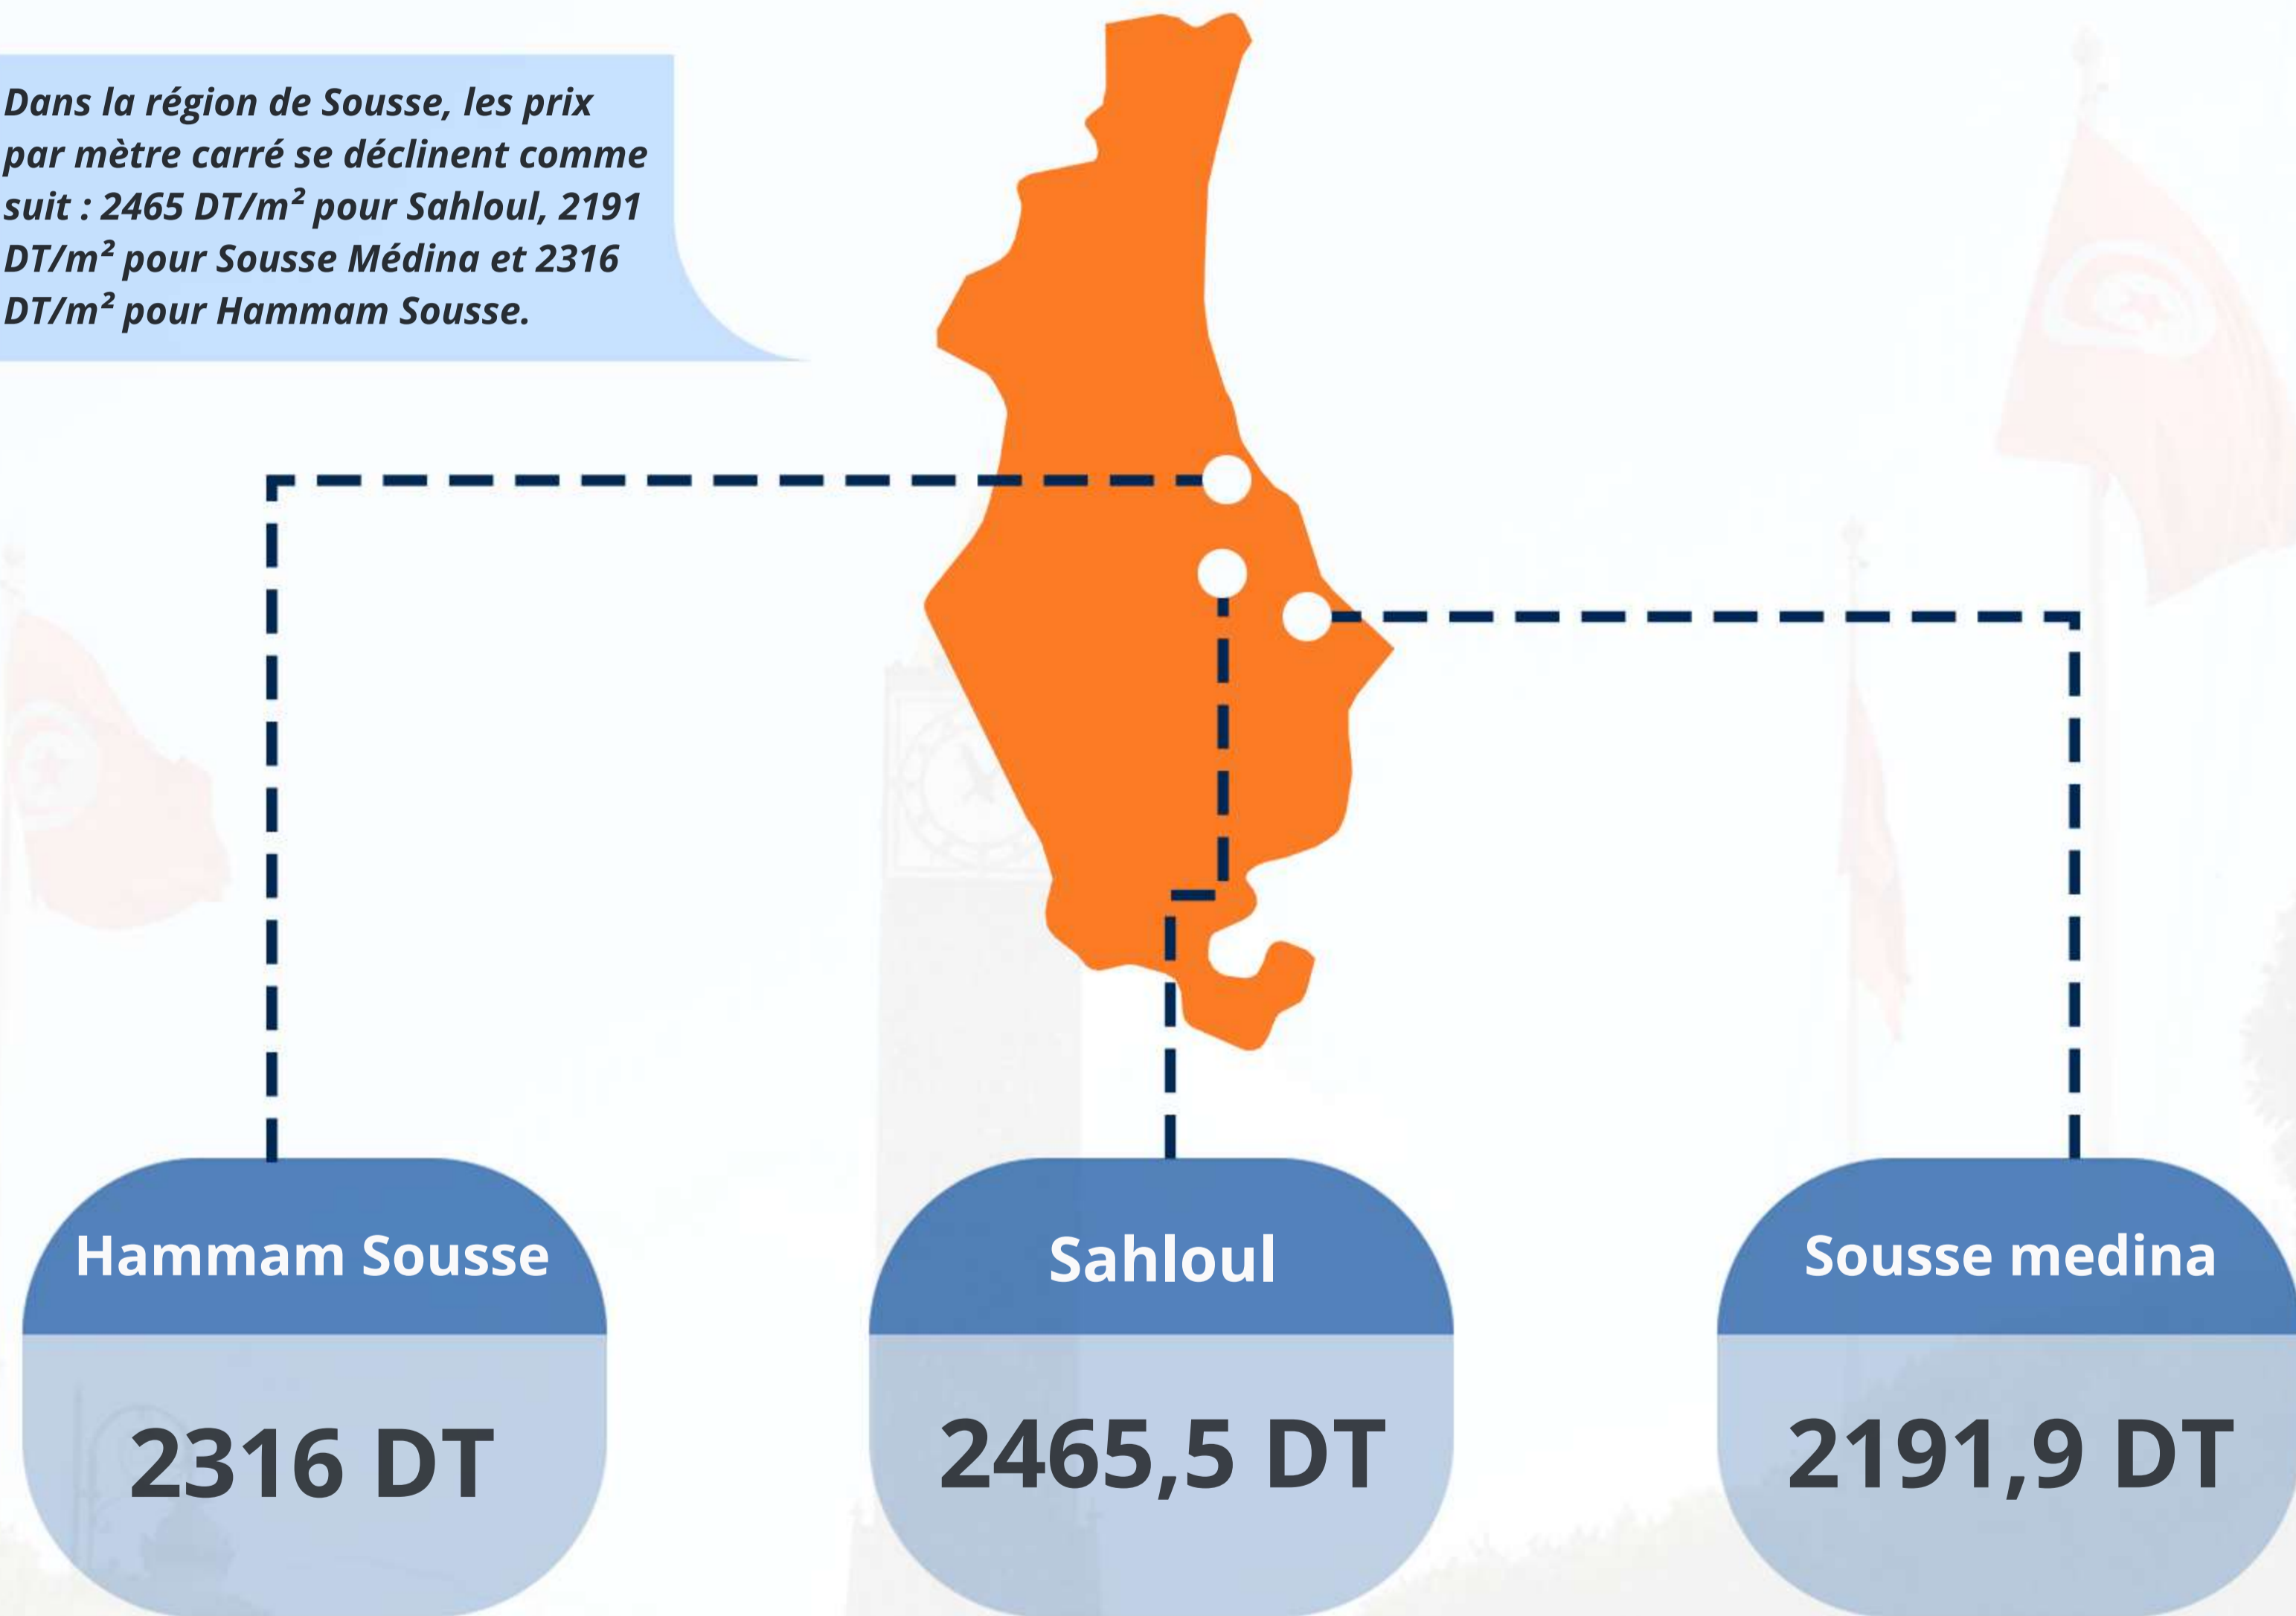 Dans la région de Sousse, les prix
par mètre carré se déclinent comme
suit : 2465 DT/m² pour Sahloul, 2191
DT/m² pour Sousse Médina et 2316
DT/m² pour Hammam Sousse.
Hammam Sousse
2316 DT
Sahloul
2465,5 DT
Sousse medina
2191,9 DT